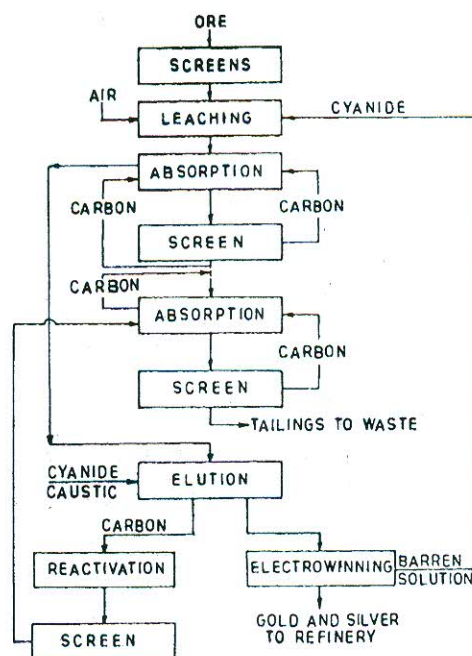 ORE
SCREENS
AIR
CYANIDE
LEACHING
ABSORPTION
CARBON
CARBON
SCREEN
CARBON
ABSORPTION
CARBON
SCREEN
TAILINGS TO WASTE
CYANIDE
CAUSTIC
ELUTION
CARBON
REACTIVATION
ELECTROWINNING
BARREN
SOLUTION
GOLD AND SILVER
TO REFINERY
SCREEN